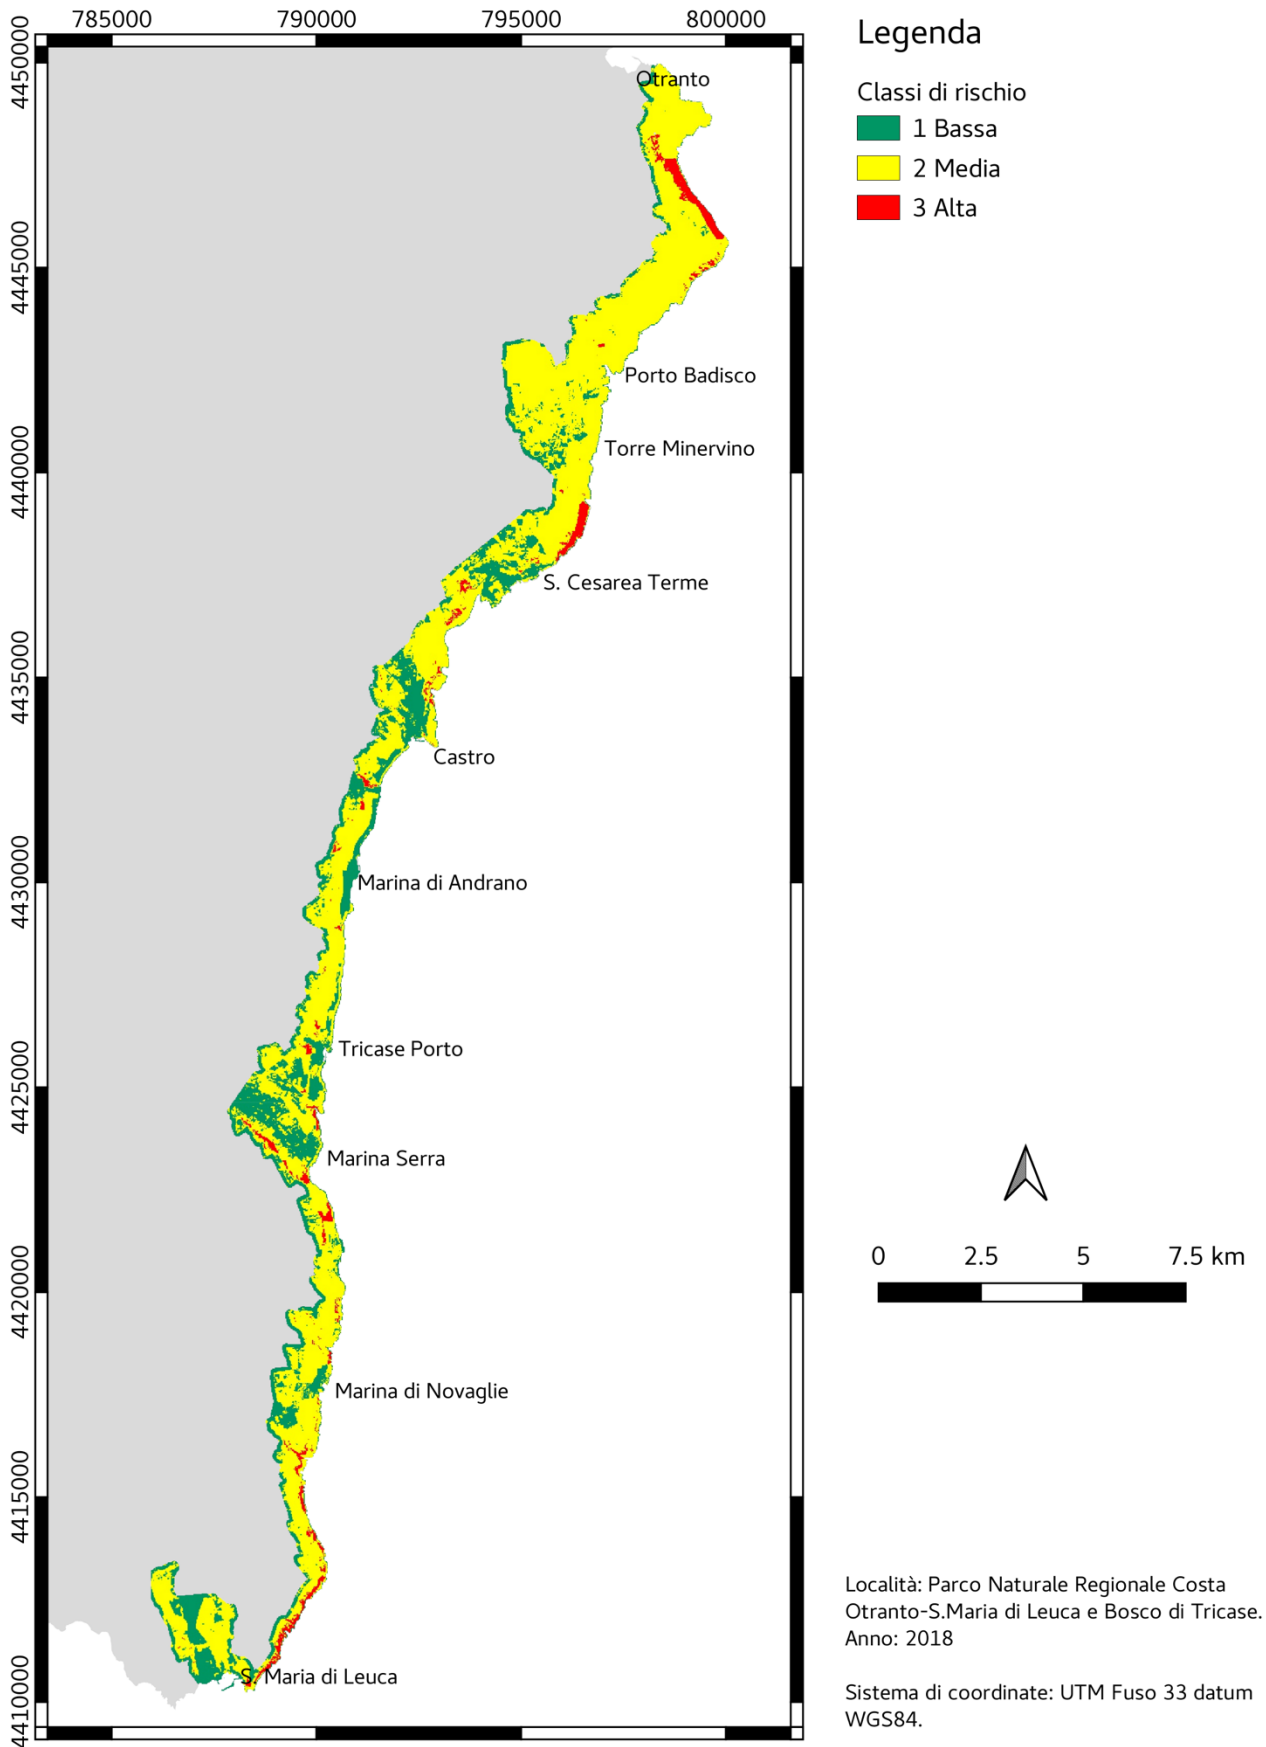 785000 790000 795000 800000
4450000
4445000
4440000
4435000
4430000
4425000
4420000
4415000
4410000
Otranto
Porto Badisco
Torre Minervino
S. Cesarea Terme
Castro
Marina di Andrano
Tricase Porto
Marina Serra
Marina di Novaglie
S. Maria di Leuca
Legenda
Classi di rischio
1 Bassa
2 Media
3 Alta
0 2.5 5 7.5 km
Località: Parco Naturale Regionale Costa
Otranto-S.Maria di Leuca e Bosco di Tricase.
Anno: 2018
Sistema di coordinate: UTM Fuso 33 datum
WGS84.